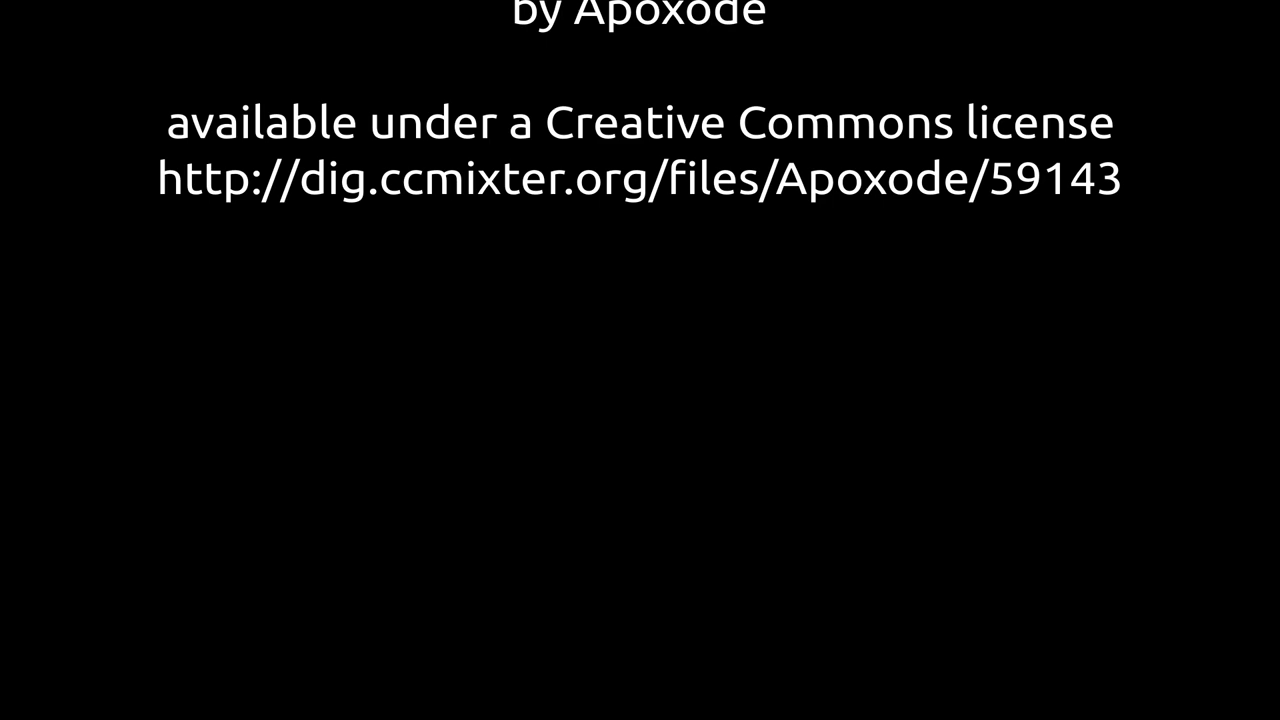 by Apoxode
available under a Creative Commons license
http://dig.ccmixter.org/files/Apoxode/59143